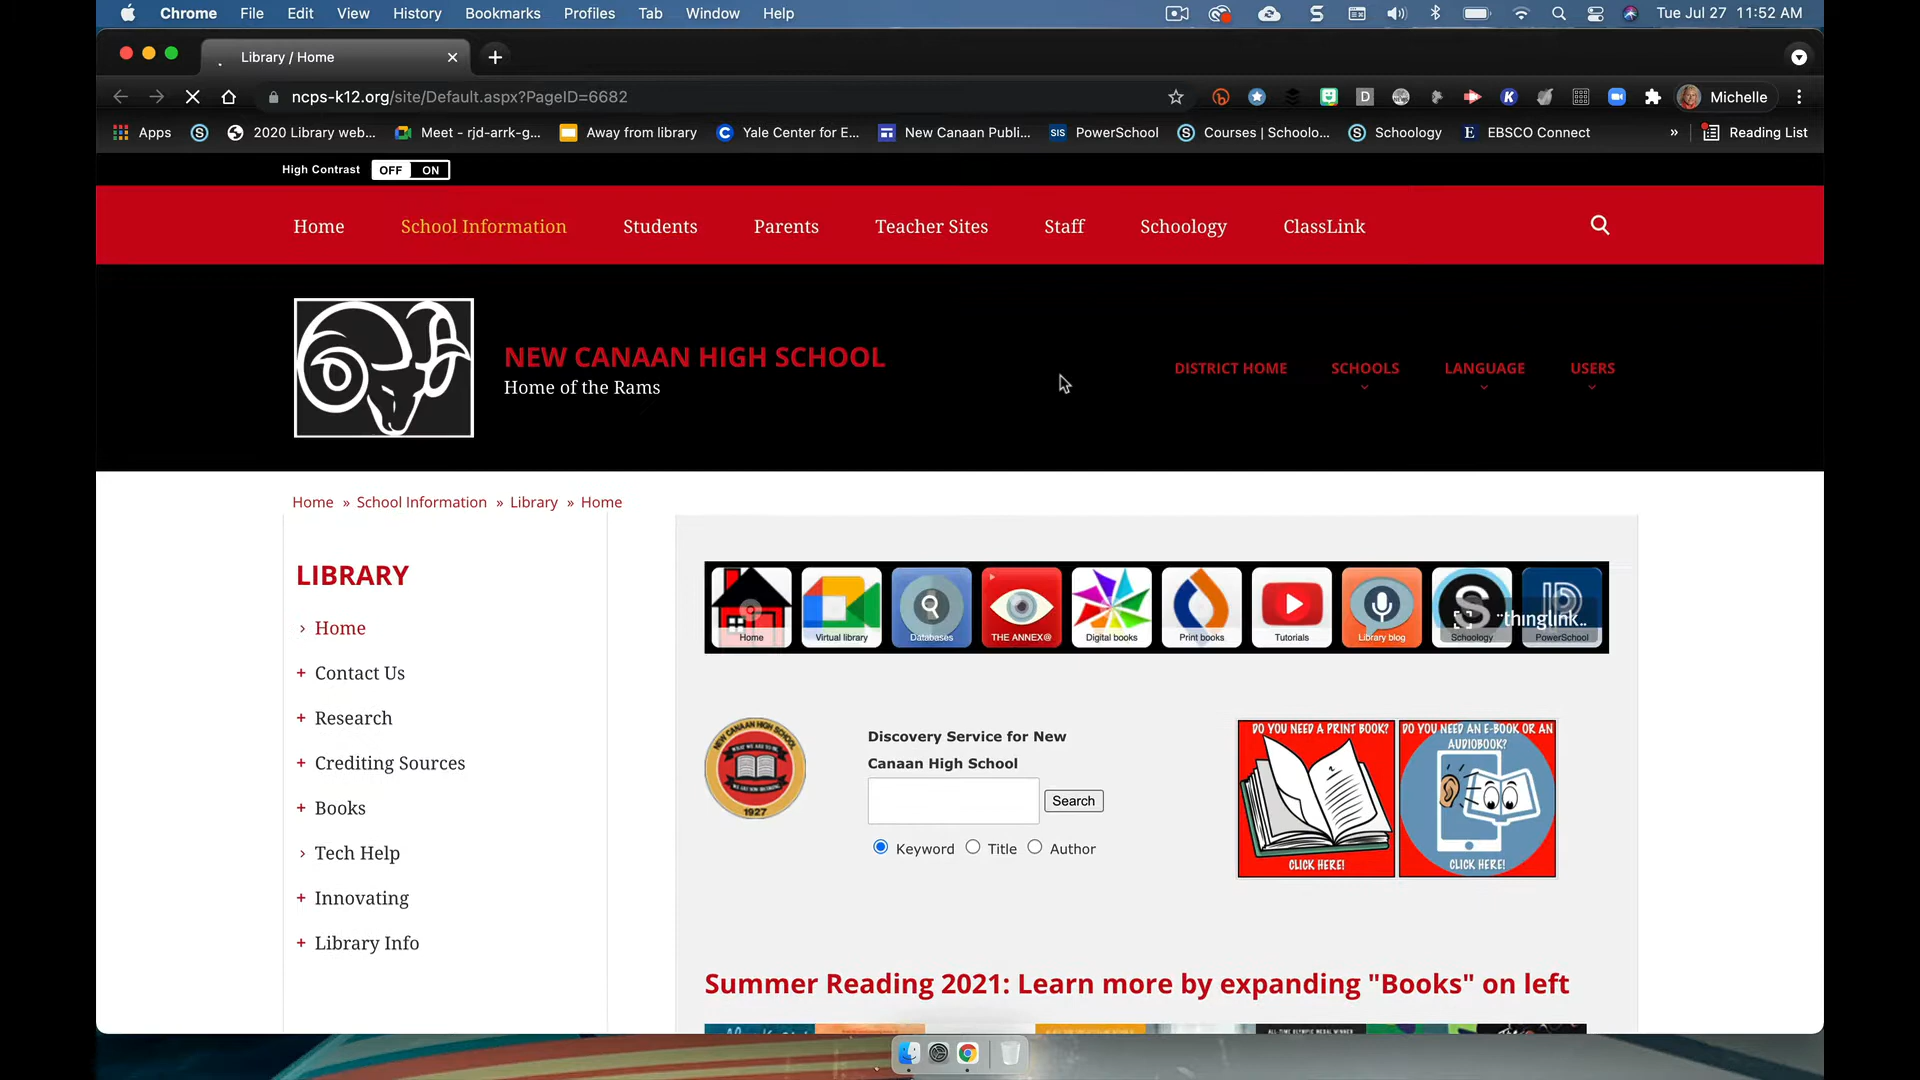 Chrome File Edit View History Bookmarks Profiles Tab Window Help Tue Jul 27 11:52 AM
Library / Home
ncps-k12.org/site/Default.aspx?PageID=6682 Michelle
Apps 2020 Library web... Meet - rjd-arrk-g... Away from library Yale Center for E... New Canaan Publi... SIS PowerSchool Courses | Schoolo... Schoology EBSCO Connect » Reading List
High Contrast OFF ON
Home School Information Students Parents Teacher Sites Staff Schoology ClassLink
NEW CANAAN HIGH SCHOOL
Home of the Rams
DISTRICT HOME SCHOOLS LANGUAGE USERS
Home » School Information » Library » Home
LIBRARY
Home
Contact Us
Research
Crediting Sources
Books
Tech Help
Innovating
Library Info
Home Virtual library Databases THE ANNEX@ Digital books Print books Tutorials Library blog Schoology PowerSchool
thinglink..
NEW CANAAN HIGH SCHOOL
1927
Discovery Service for New
Canaan High School
Search
Keyword Title Author
DO YOU NEED A PRINT BOOK?
CLICK HERE!
DO YOU NEED AN E-BOOK OR AN
AUDIOBOOK?
CLICK HERE!
Summer Reading 2021: Learn more by expanding "Books" on left